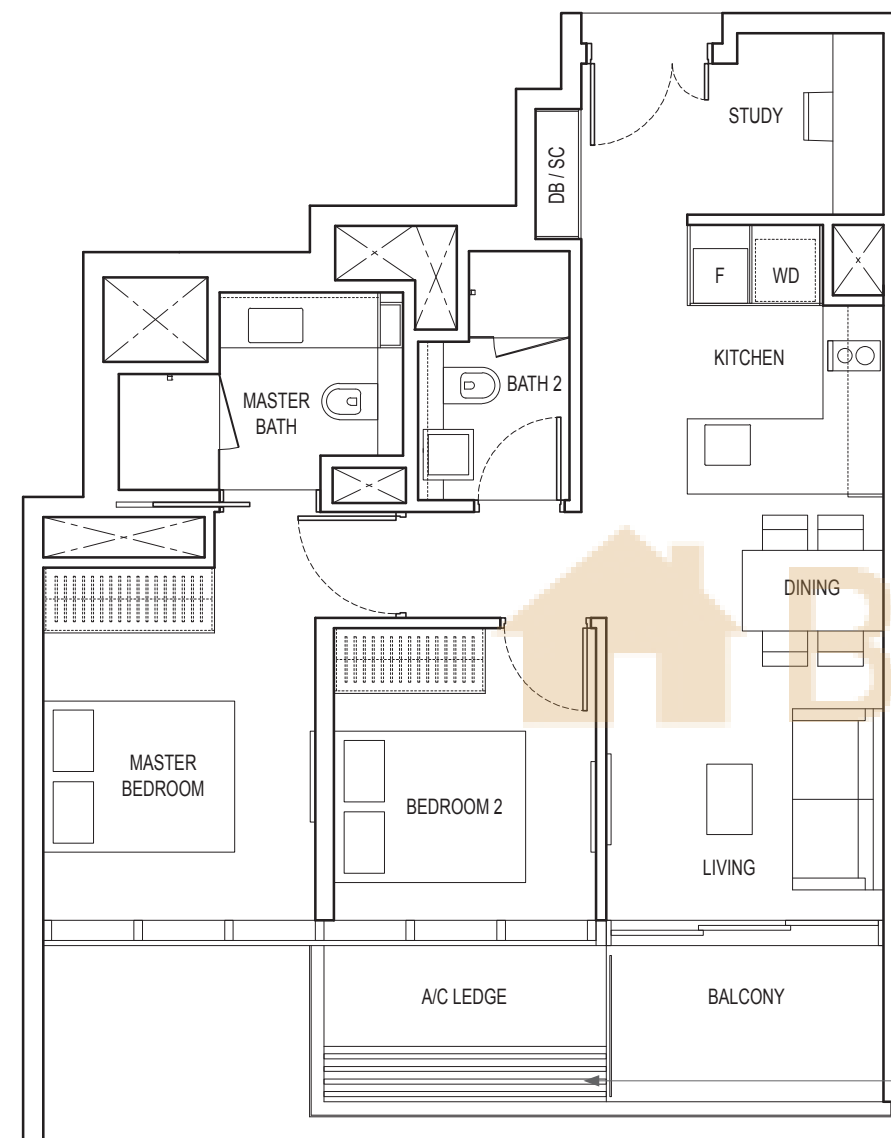 STUDY
DB / SC
F
WD
KITCHEN
MASTER
BATH
BATH 2
DINING
MASTER
BEDROOM
BEDROOM 2
LIVING
A/C LEDGE
BALCONY
B